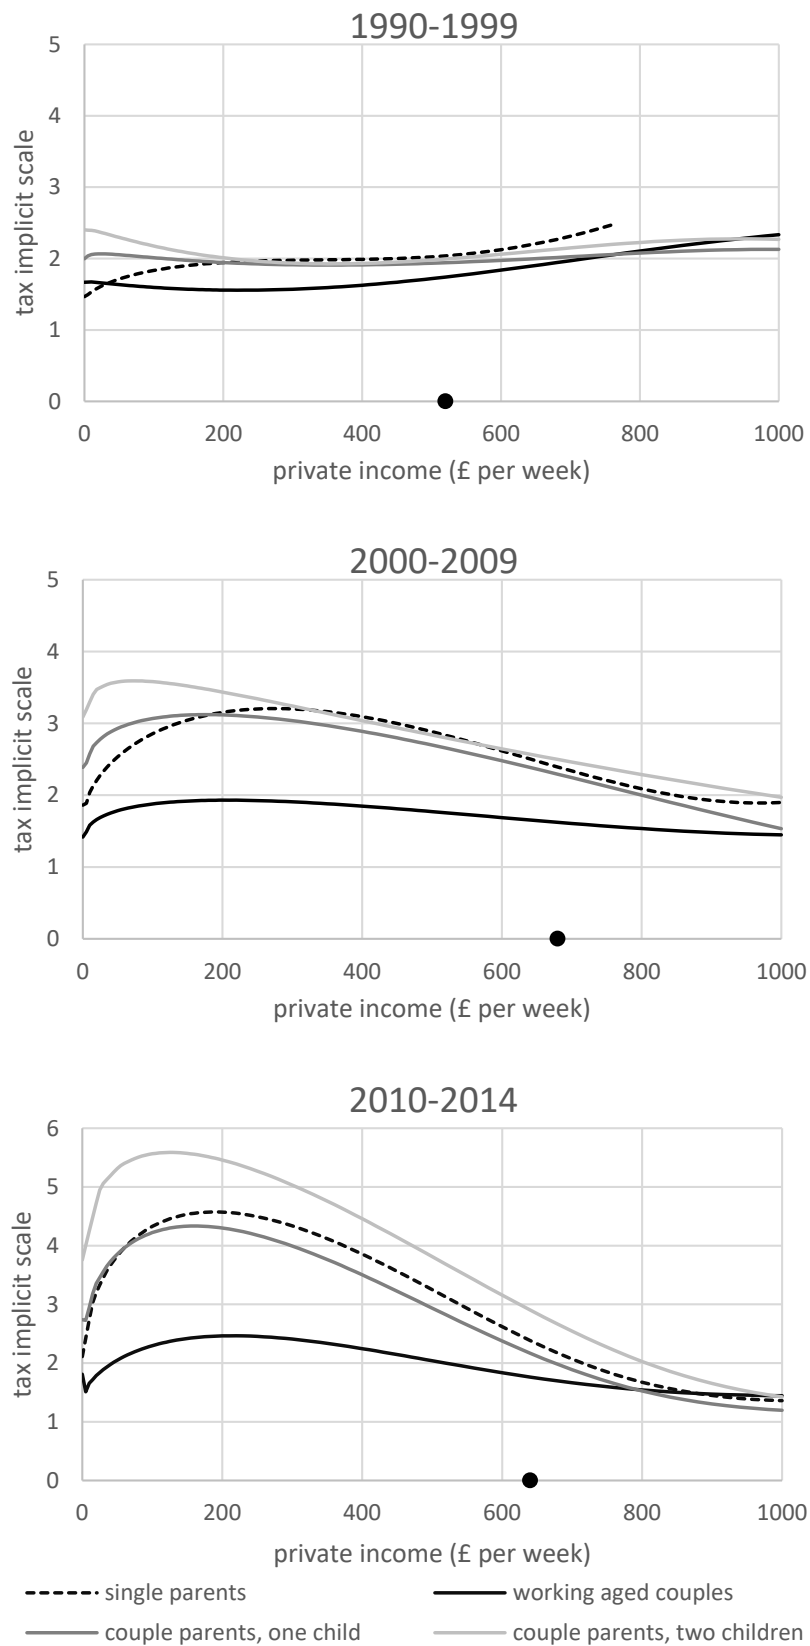 1990-1999
5
4
3
2
1
0
tax implicit scale
0 200 400 600 800 1000
private income (£ per week)
2000-2009
5
4
3
2
1
0
tax implicit scale
0 200 400 600 800 1000
private income (£ per week)
2010-2014
6
5
4
3
2
1
0
tax implicit scale
0 200 400 600 800 1000
private income (£ per week)
single parents working aged couples
couple parents, one child couple parents, two children